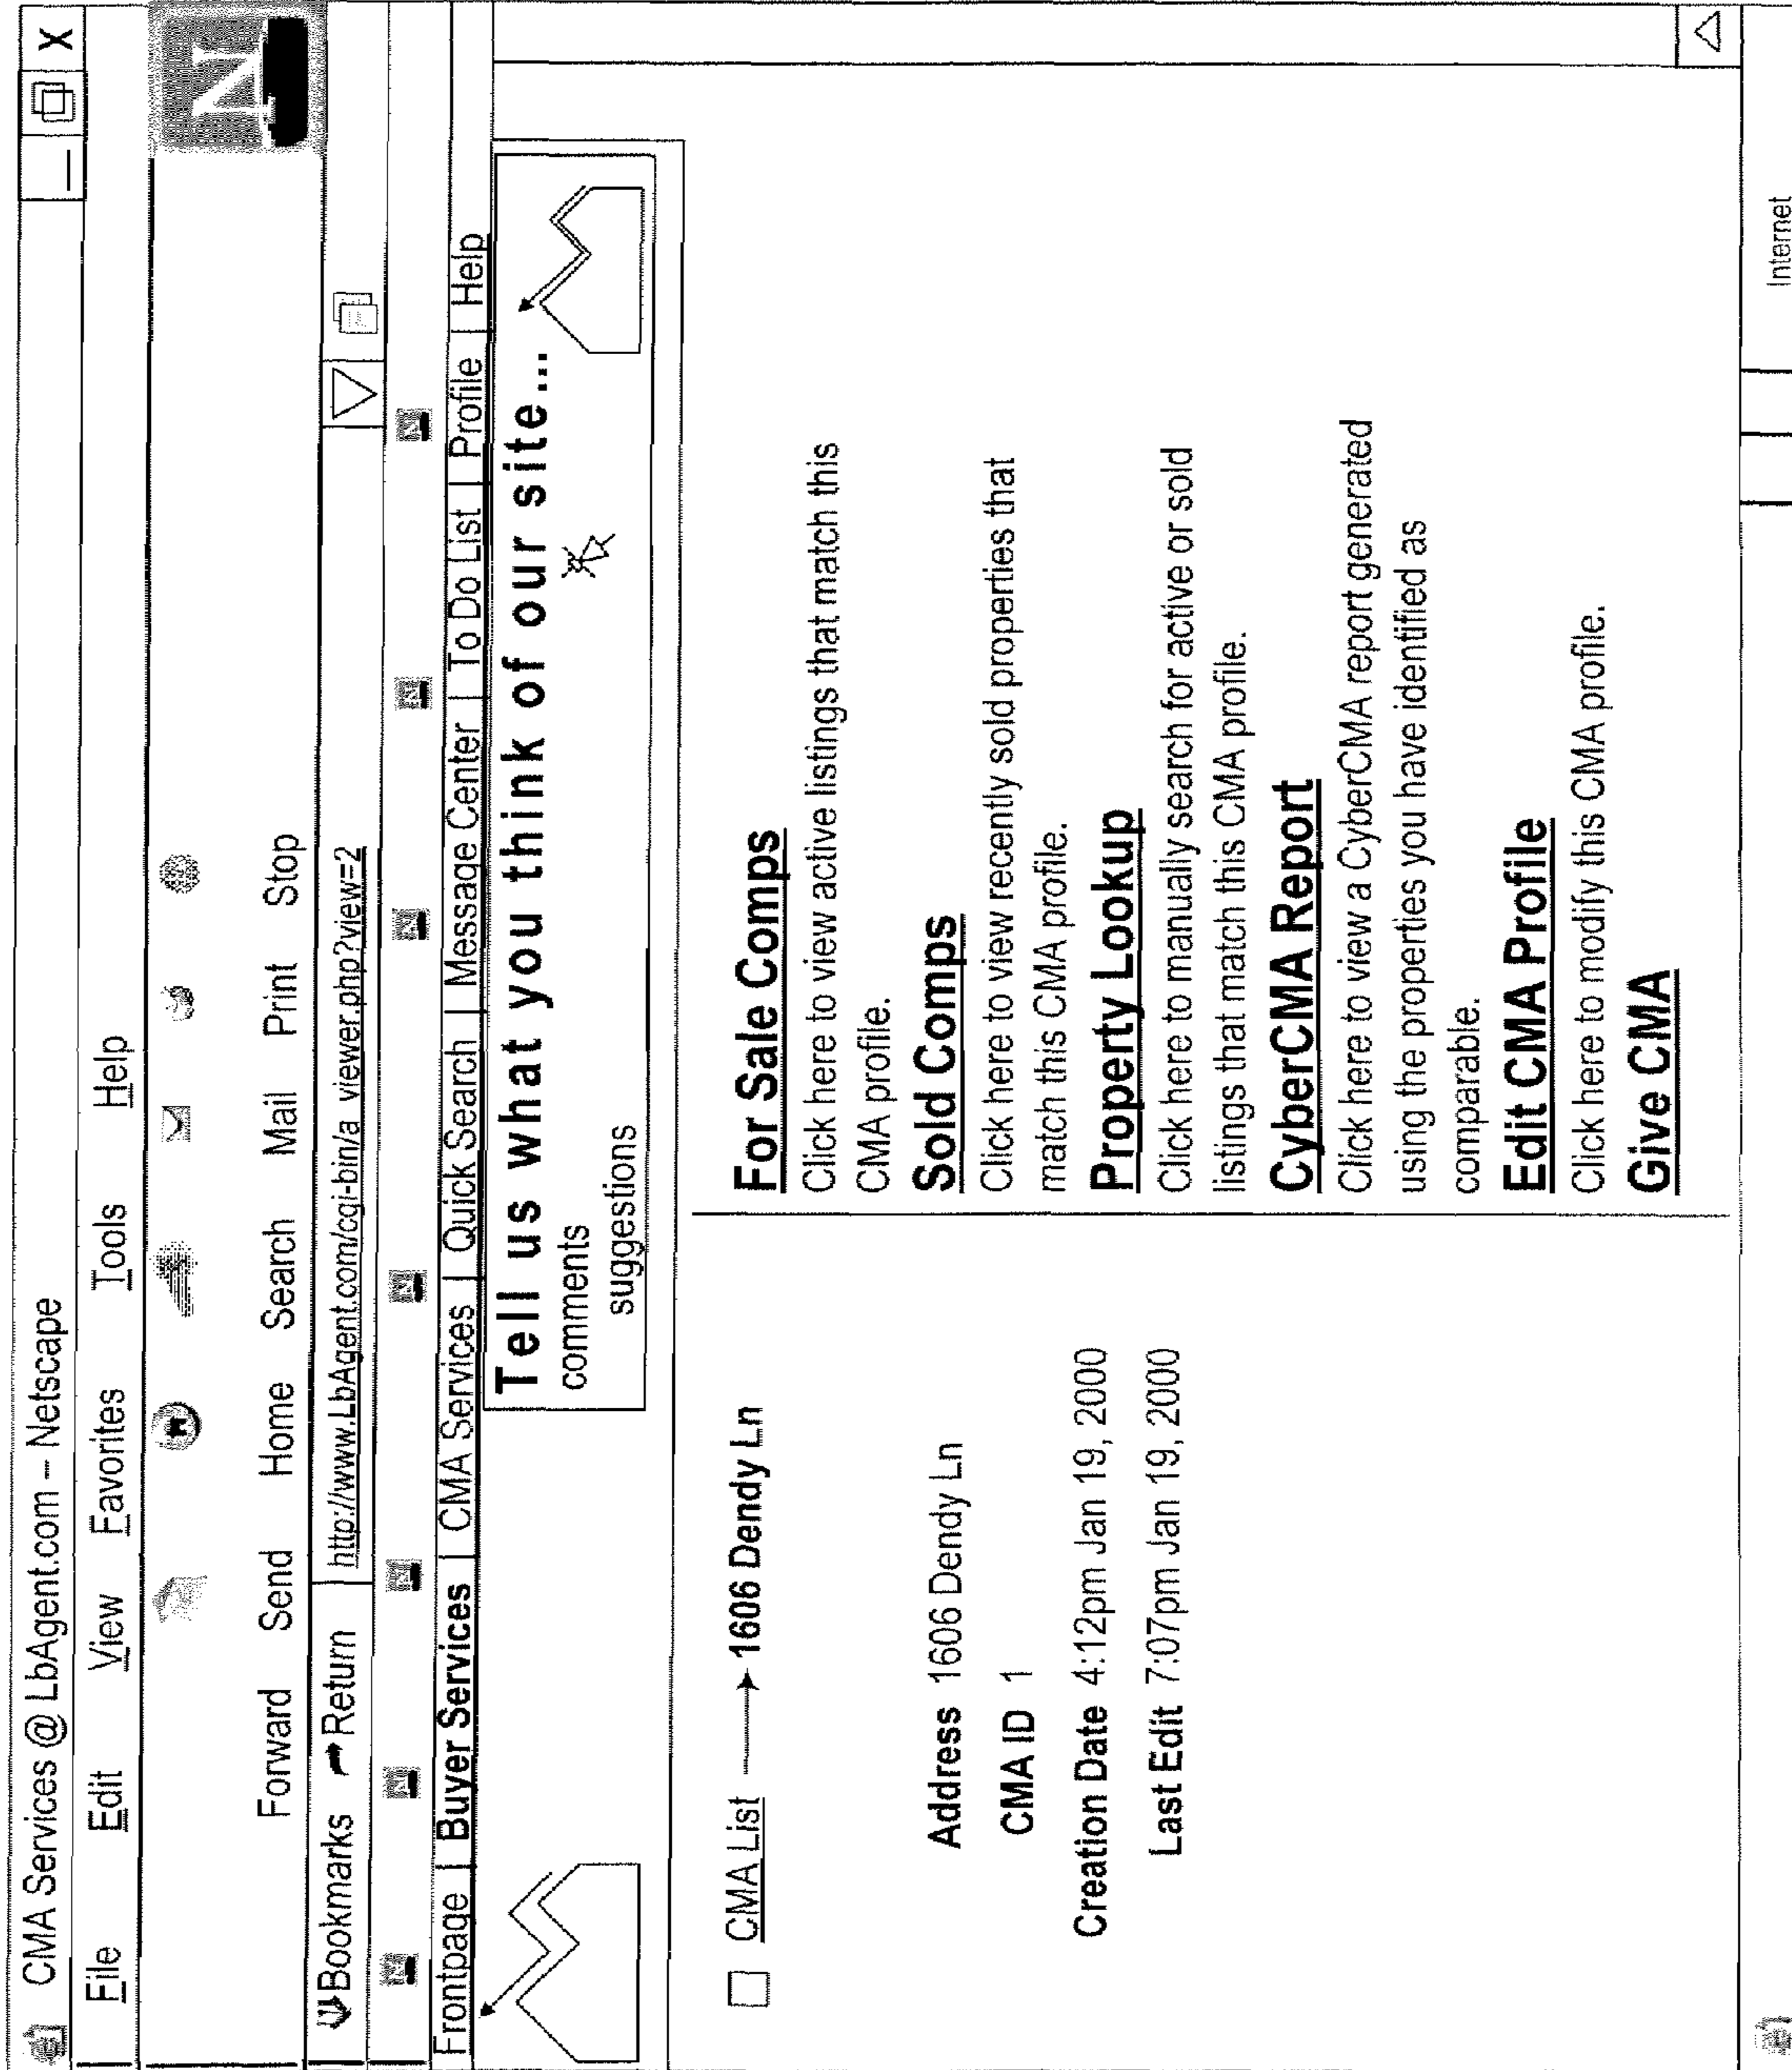 CMA Services @ LbAgent.com – Netscape
_ X
File Edit View Favorites Tools Help
N
Forward Send Home Search Mail Print Stop
Bookmarks Return http://www.LbAgent.com/cgi-bin/a_viewer.php?view=2
N N N N N N N
Frontpage | Buyer Services | CMA Services | Quick Search | Message Center | To Do List | Profile | Help
Tell us what you think of our site...
comments
suggestions
CMA List → 1606 Dendy Ln
Address 1606 Dendy Ln
CMA ID 1
Creation Date 4:12pm Jan 19, 2000
Last Edit 7:07pm Jan 19, 2000
For Sale Comps
Click here to view active listings that match this
CMA profile.
Sold Comps
Click here to view recently sold properties that
match this CMA profile.
Property Lookup
Click here to manually search for active or sold
listings that match this CMA profile.
CyberCMA Report
Click here to view a CyberCMA report generated
using the properties you have identified as
comparable.
Edit CMA Profile
Click here to modify this CMA profile.
Give CMA
Internet